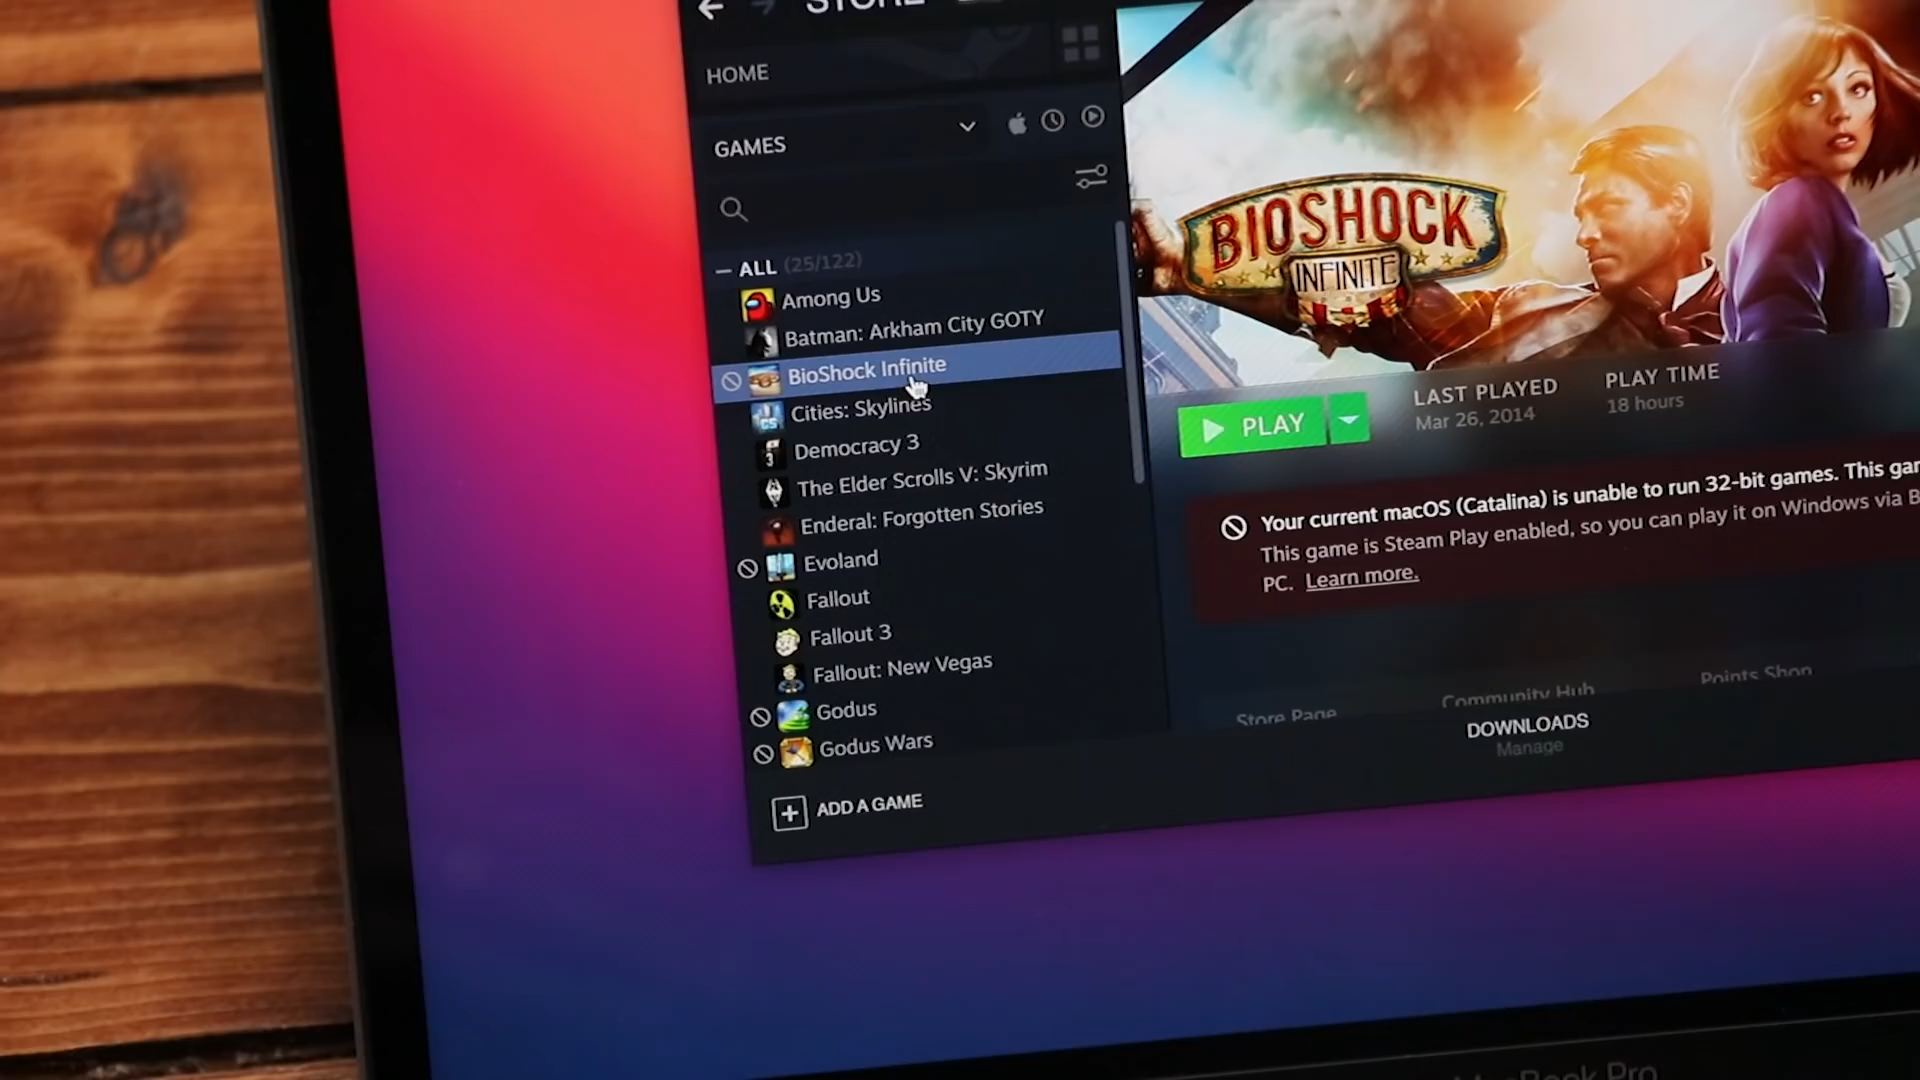 STORE
HOME
GAMES
ALL (25/122)
Among Us
Batman: Arkham City GOTY
BioShock Infinite
Cities: Skylines
Democracy 3
The Elder Scrolls V: Skyrim
Enderal: Forgotten Stories
Evoland
Fallout
Fallout 3
Fallout: New Vegas
Godus
Godus Wars
ADD A GAME
BIOSHOCK
INFINITE
PLAY
LAST PLAYED
Mar 26, 2014
PLAY TIME
18 hours
Your current macOS (Catalina) is unable to run 32-bit games. This
This game is Steam Play enabled, so you can play it on Windows via
PC. Learn more.
Store Page
Community Hub
Points Shop
DOWNLOADS
Manage
MacBook Pro